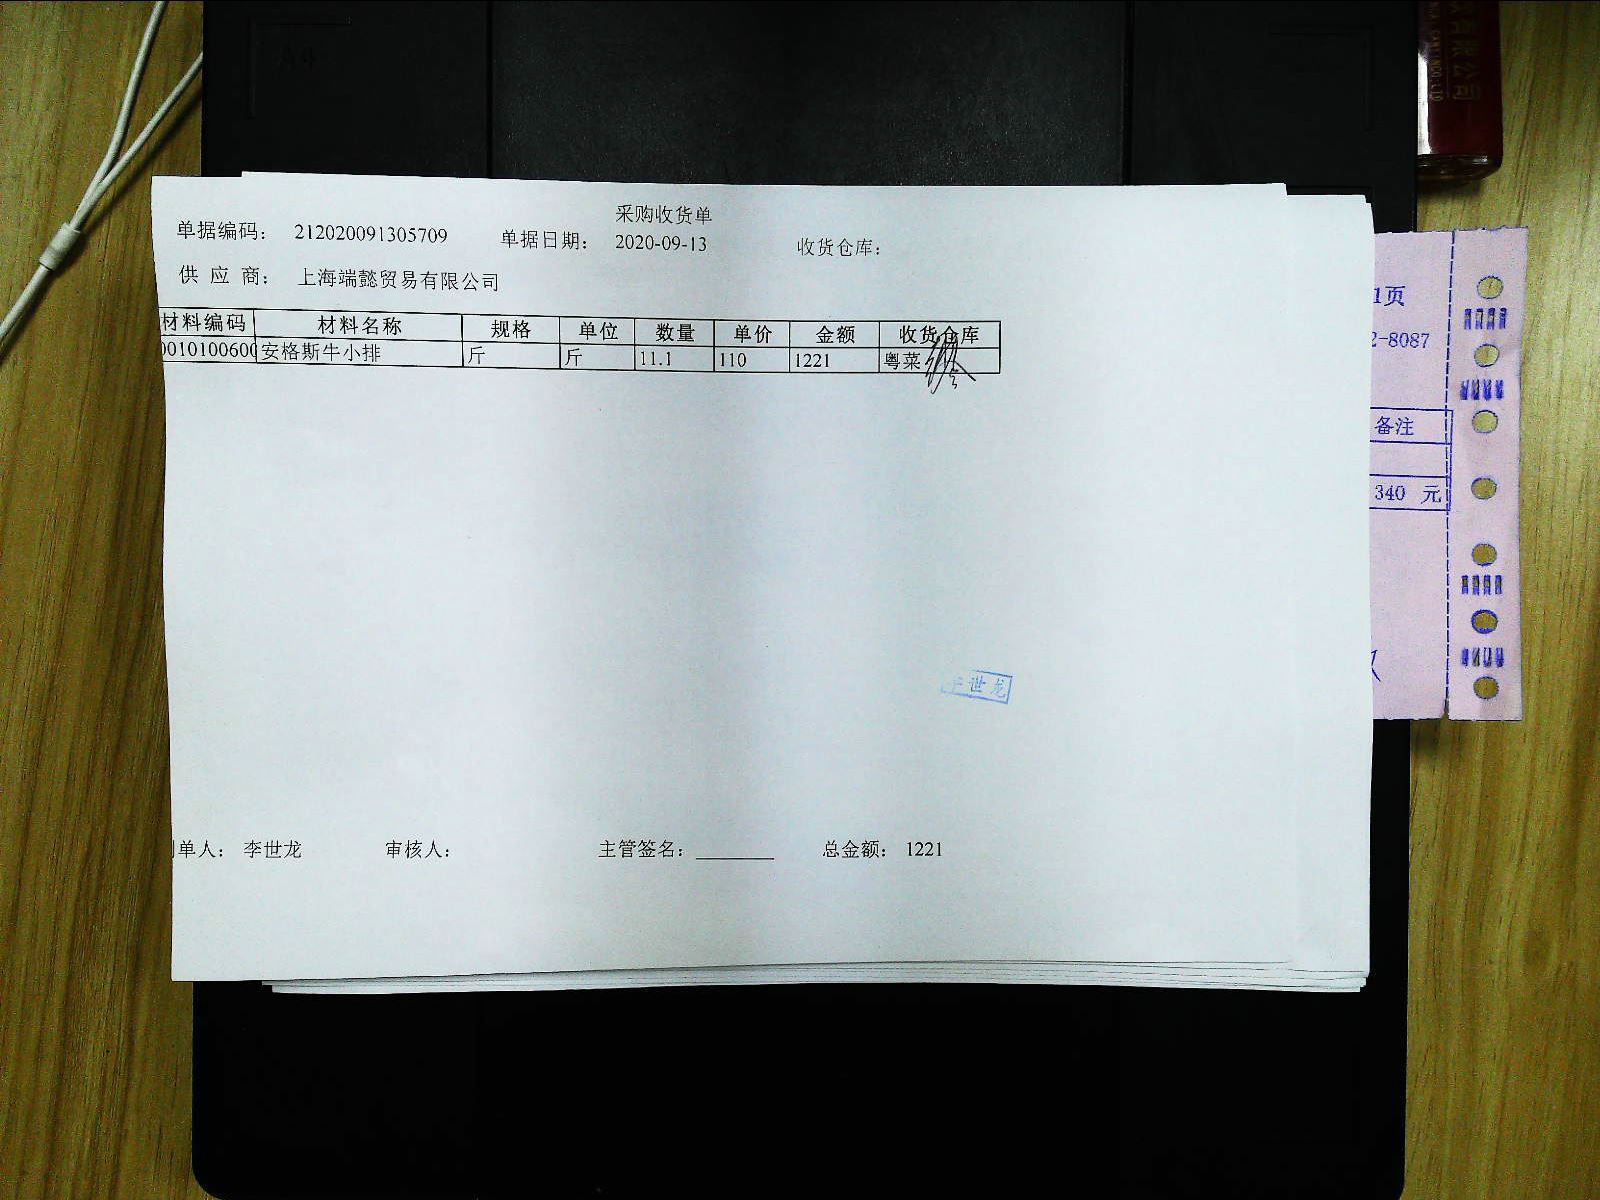 采购收货单
单据编码: 212020091305709 单据日期: 2020-09-13 收货仓库:
供应商: 上海端懿贸易有限公司
材料编码 材料名称 规格 单位 数量 单价 金额 收货仓库
0010100600 安格斯牛小排 斤 斤 11.1 110 1221 粤菜
世龙
单人: 李世龙 审核人: 主管签名: 总金额: 1221
1页
2-8087
备注
340 元
限公司